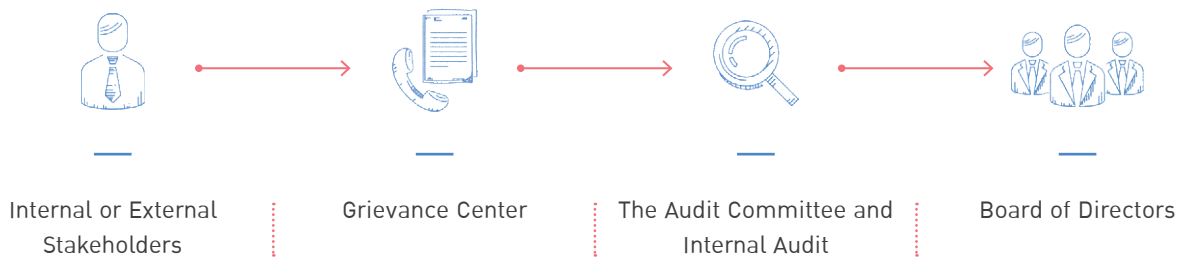 Internal or External
Stakeholders
Grievance Center
The Audit Committee and
Internal Audit
Board of Directors